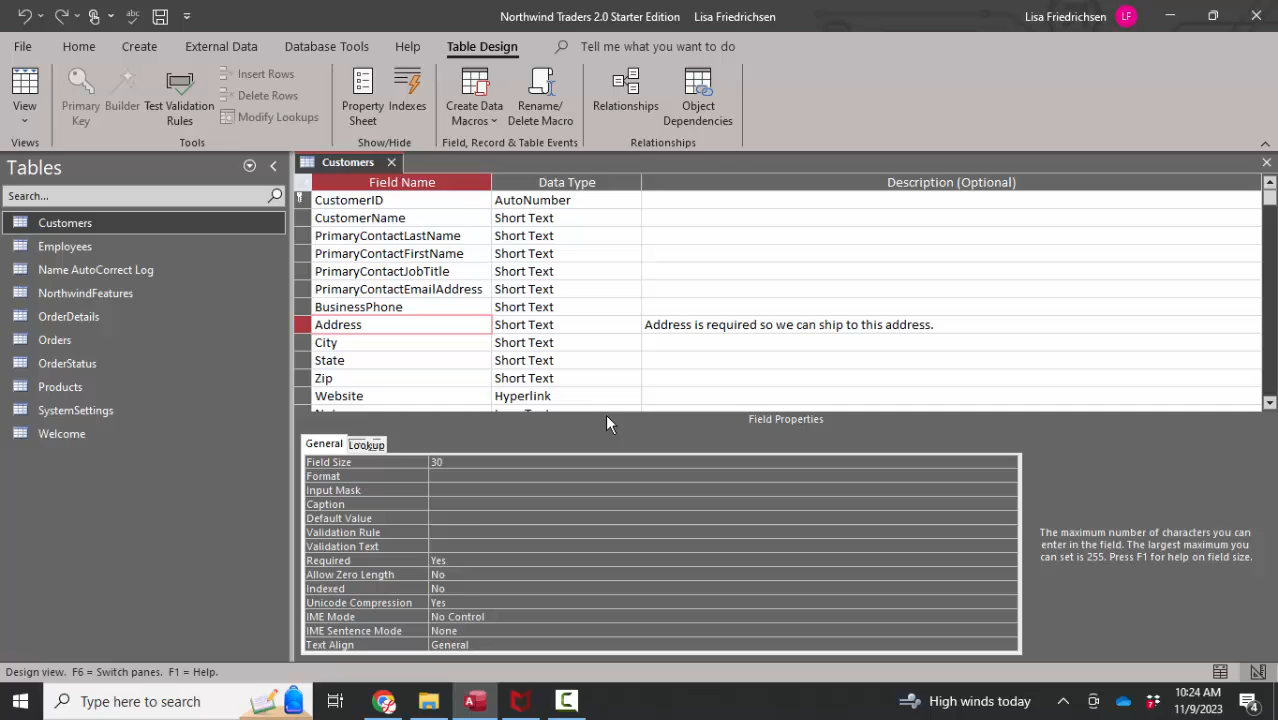 Northwind Traders 2.0 Starter Edition Lisa Friedrichsen
Lisa Friedrichsen LF
File Home Create External Data Database Tools Help Table Design Tell me what you want to do
View
Primary Key
Builder
Test Validation Rules
Insert Rows
Delete Rows
Modify Lookups
Property Sheet
Indexes
Create Data Macros
Rename/ Delete Macro
Relationships
Object Dependencies
Views Tools Show/Hide Field, Record & Table Events Relationships
Tables
Search...
Customers
Employees
Name AutoCorrect Log
NorthwindFeatures
OrderDetails
Orders
OrderStatus
Products
SystemSettings
Welcome
Customers
Field Name Data Type Description (Optional)
CustomerID AutoNumber
CustomerName Short Text
PrimaryContactLastName Short Text
PrimaryContactFirstName Short Text
PrimaryContactJobTitle Short Text
PrimaryContactEmailAddress Short Text
BusinessPhone Short Text
Address Short Text Address is required so we can ship to this address.
City Short Text
State Short Text
Zip Short Text
Website Hyperlink
Field Properties
General Lookup
Field Size 30
Format
Input Mask
Caption
Default Value
Validation Rule
Validation Text
Required Yes
Allow Zero Length No
Indexed No
Unicode Compression Yes
IME Mode No Control
IME Sentence Mode None
Text Align General
The maximum number of characters you can
enter in the field. The largest maximum you
can set is 255. Press F1 for help on field size.
Design view. F6 = Switch panes. F1 = Help.
Type here to search
High winds today
10:24 AM
11/9/2023
4